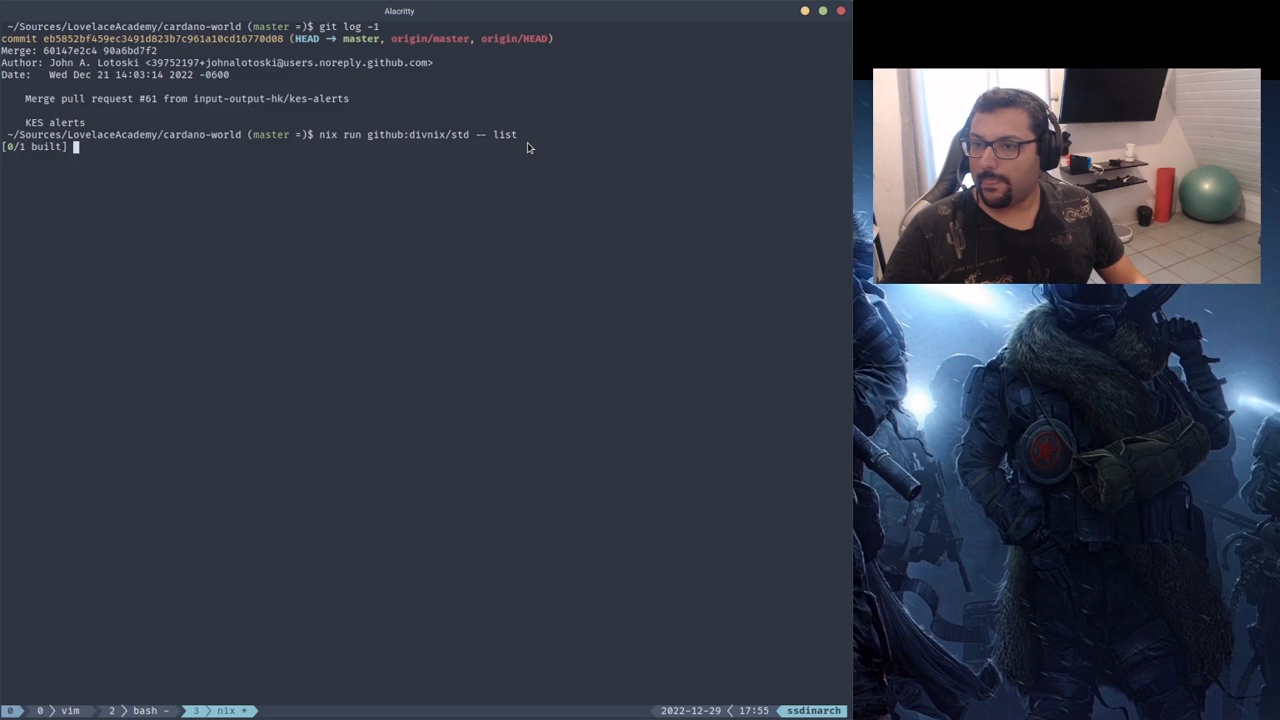 Alacritty
~/Sources/LovelaceAcademy/cardano-world (master =)$ git log -1
commit eb5852bf459ec3491d823b7c961a10cd16770d08 (HEAD → master, origin/master, origin/HEAD)
Merge: 60147e2c4 90a6bd7f2
Author: John A. Lotoski <39752197+johnalotoski@users.noreply.github.com>
Date:   Wed Dec 21 14:03:14 2022 -0600
    Merge pull request #61 from input-output-hk/kes-alerts
    KES alerts
~/Sources/LovelaceAcademy/cardano-world (master =)$ nix run github:divnix/std -- list
[0/1 built]
0 0 vim 2 bash - 3 nix * 2022-12-29 17:55 ssdinarch